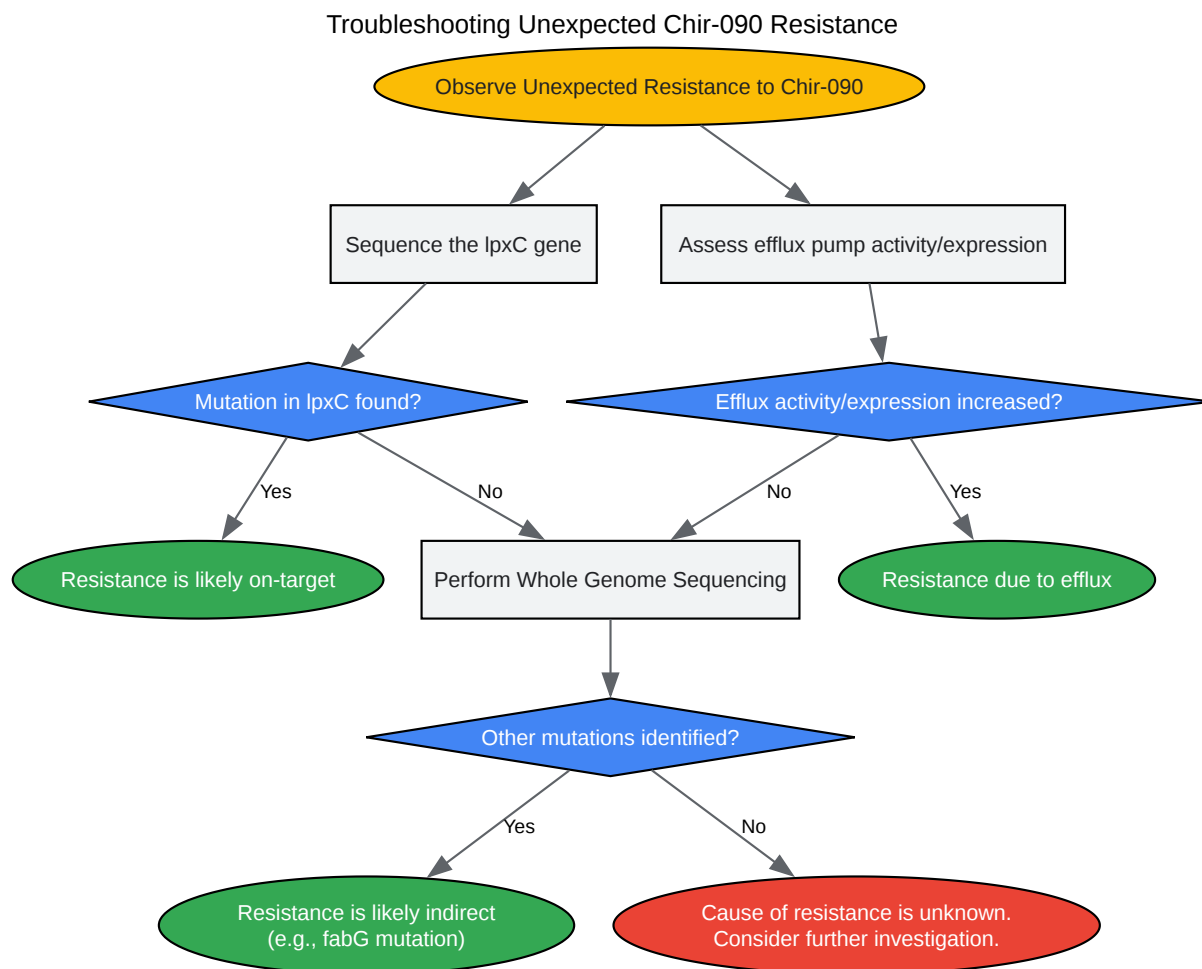 Troubleshooting Unexpected Chir-090 Resistance
Observe Unexpected Resistance to Chir-090
Sequence the lpxC gene
Assess efflux pump activity/expression
Mutation in lpxC found?
Efflux activity/expression increased?
Yes
No
No
Yes
Resistance is likely on-target
Perform Whole Genome Sequencing
Resistance due to efflux
Other mutations identified?
Yes
No
Resistance is likely indirect
(e.g., fabG mutation)
Cause of resistance is unknown.
Consider further investigation.